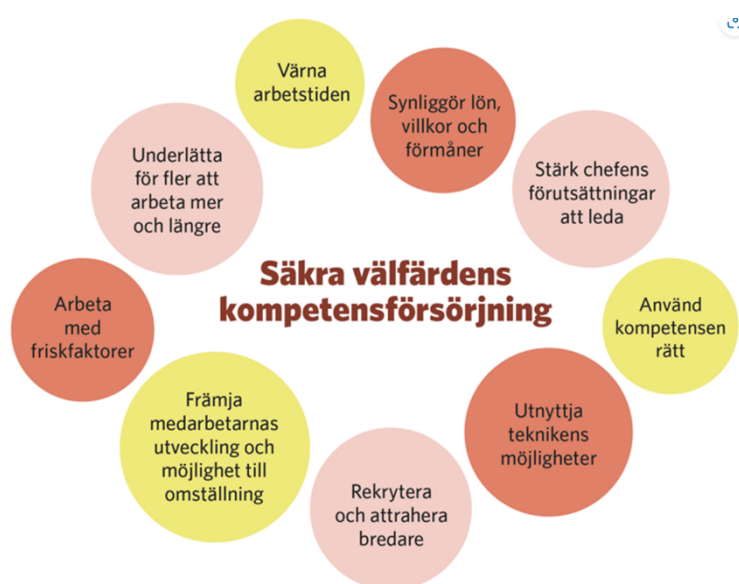 Säkra välfärdens
kompetensförsörjning
Värna
arbetstiden
Synliggör lön,
villkor och
förmåner
Stärk chefens
förutsättningar
att leda
Använd
kompetensen
rätt
Utnyttja
teknikens
möjligheter
Rekrytera
och attrahera
bredare
Främja
medarbetarnas
utveckling och
möjlighet till
omställning
Arbeta
med
friskfaktorer
Underlätta
för fler att
arbeta mer
och längre